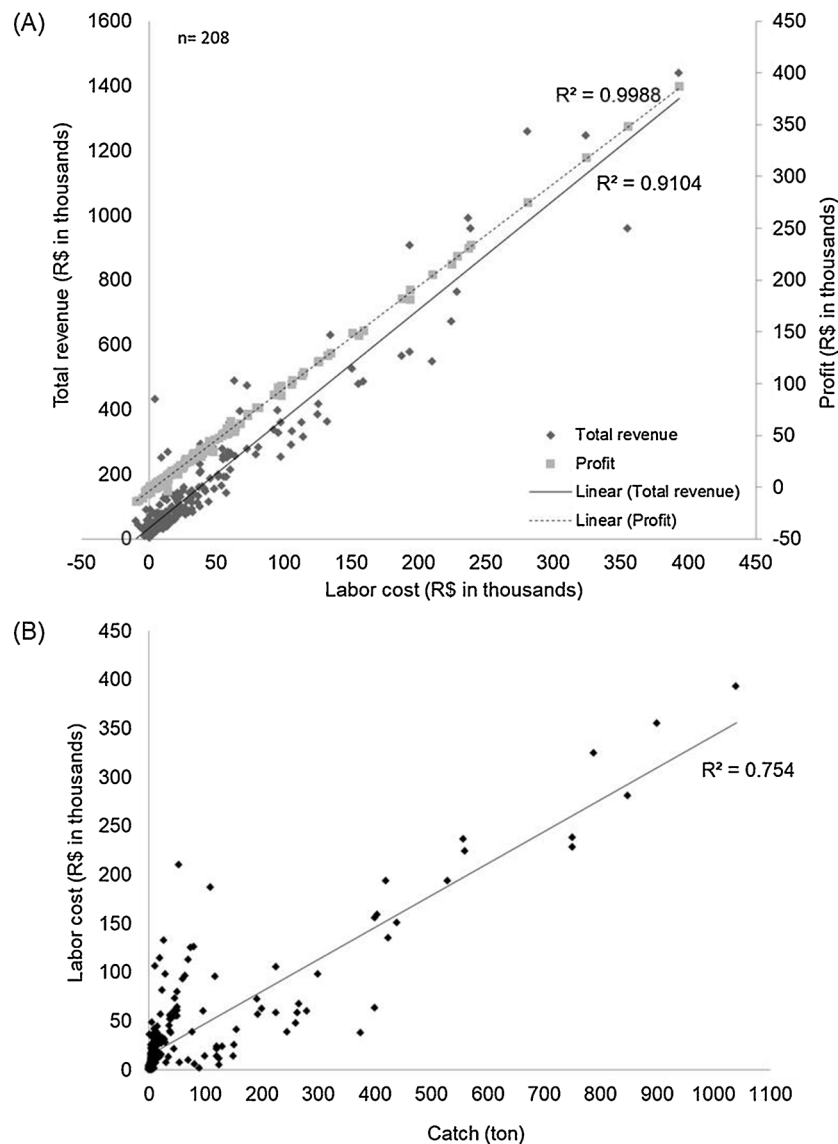 (A)
n= 208
Total revenue (R$ in thousands)
1600
1400
1200
1000
800
600
400
200
0
Profit (R$ in thousands)
450
400
350
300
250
200
150
100
50
0
-50
R² = 0.9988
R² = 0.9104
Total revenue
Profit
Linear (Total revenue)
Linear (Profit)
-50 0 50 100 150 200 250 300 350 400 450
Labor cost (R$ in thousands)
(B)
Labor cost (R$ in thousands)
450
400
350
300
250
200
150
100
50
0
R² = 0.754
0 100 200 300 400 500 600 700 800 900 1000 1100
Catch (ton)